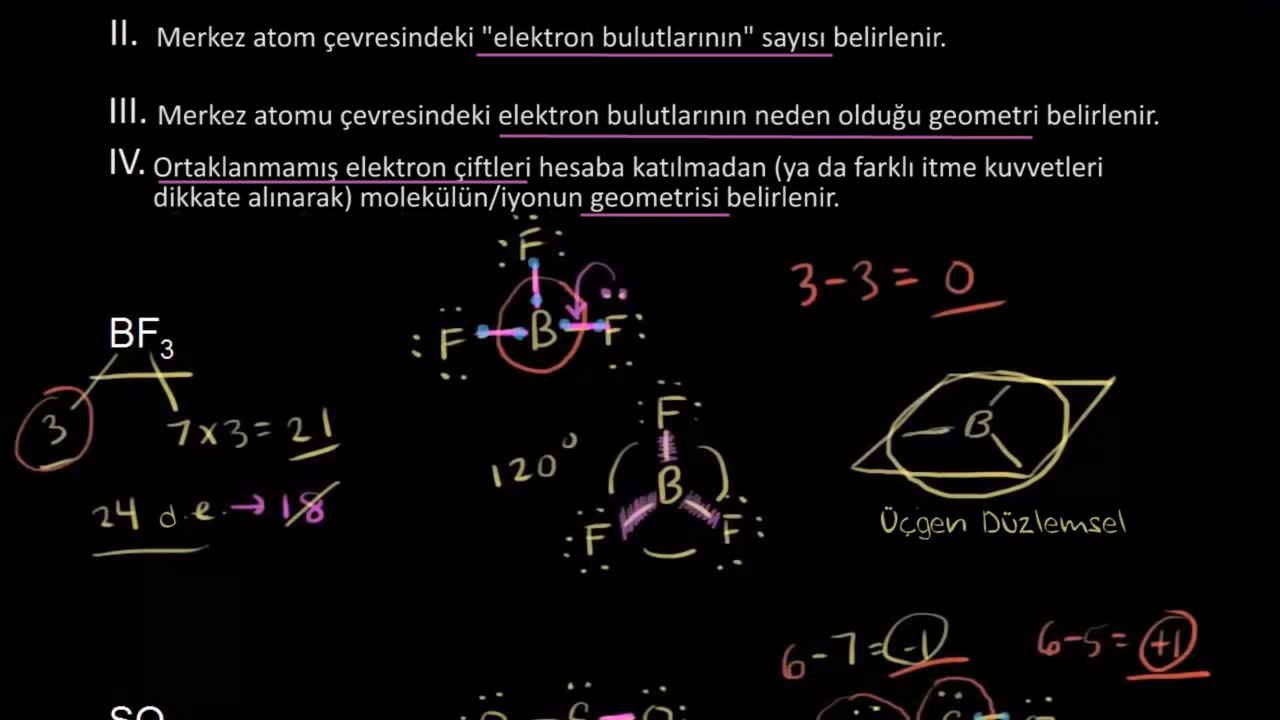 II. Merkez atom çevresindeki "elektron bulutlarının" sayısı belirlenir.
III. Merkez atomu çevresindeki elektron bulutlarının neden olduğu geometri belirlenir.
IV. Ortaklanmamış elektron çiftleri hesaba katılmadan (ya da farklı itme kuvvetleri
dikkate alınarak) molekülün/iyonun geometrisi belirlenir.
F
3-3=0
BF₃
F B F
3
7x3=21
F
120°
B
B
24 d.e. → 18
F F
Üçgen Düzlemsel
6-7=-1
6-5=+1